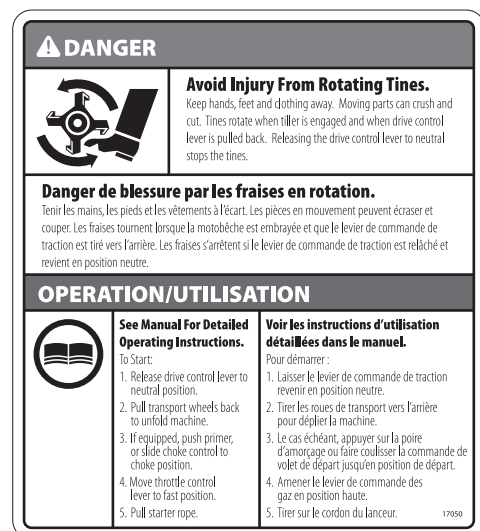 DANGER
Avoid Injury From Rotating Tines.
Keep hands, feet and clothing away. Moving parts can crush and
cut. Tines rotate when tiller is engaged and when drive control
lever is pulled back. Releasing the drive control lever to neutral
stops the tines.
Danger de blessure par les fraises en rotation.
Tenir les mains, les pieds et les vêtements à l'écart. Les pièces en mouvement peuvent écraser et
couper. Les fraises tournent lorsque la motobêche est embrayée et que le levier de commande de
traction est tiré vers l'arrière. Les fraises s'arrêtent si le levier de commande de traction est relâché et
revient en position neutre.
OPERATION/UTILISATION
See Manual For Detailed
Operating Instructions.
To Start:
1. Release drive control lever to
neutral position.
2. Pull transport wheels back
to unfold machine.
3. If equipped, push primer,
or slide choke control to
choke position.
4. Move throttle control
lever to fast position.
5. Pull starter rope.
Voir les instructions d'utilisation
détaillées dans le manuel.
Pour démarrer :
1. Laisser le levier de commande de traction
revenir en position neutre.
2. Tirer les roues de transport vers l'arrière
pour déplier la machine.
3. Le cas échéant, appuyer sur la poire
d'amorçage ou faire coulisser la commande de
volet de départ jusqu'en position de départ.
4. Amener le levier de commande des
gaz en position haute.
5. Tirer sur le cordon du lanceur.
17050